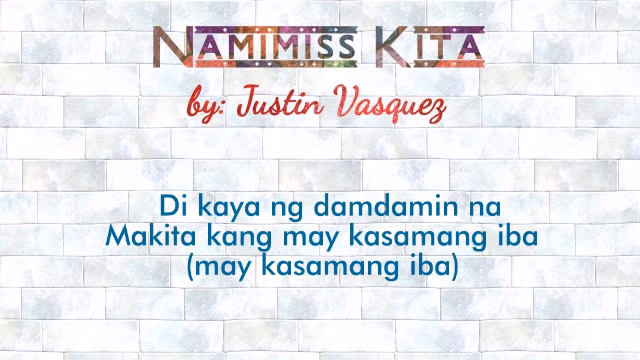 Namimiss Kita
by: Justin Vasquez
Di kaya ng damdamin na
Makita kang may kasamang iba
(may kasamang iba)